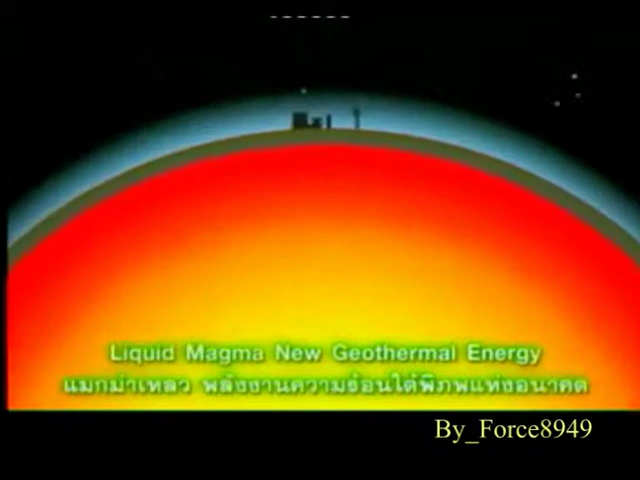 Liquid Magma New Geothermal Energy
แมกม่าเหลว พลังงานความร้อนใต้พิภพแห่งอนาคต
By_Force8949